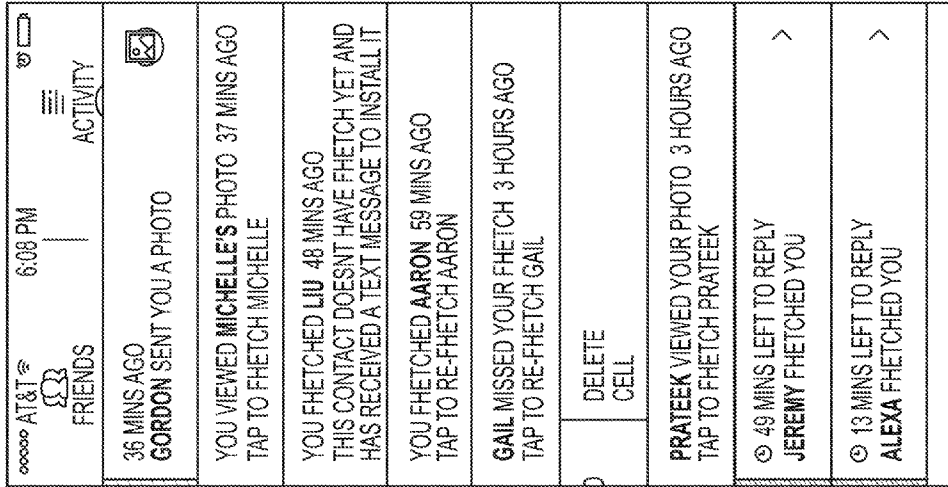 ooooo AT&T 6:08 PM
FRIENDS
ACTIVITY
36 MINS AGO
GORDON SENT YOU A PHOTO
YOU VIEWED MICHELLE'S PHOTO 37 MINS AGO
TAP TO FHETCH MICHELLE
YOU FHETCHED LIU 48 MINS AGO
THIS CONTACT DOESNT HAVE FHETCH YET AND
HAS RECEIVED A TEXT MESSAGE TO INSTALL IT
YOU FHETCHED AARON 59 MINS AGO
TAP TO RE-FHETCH AARON
GAIL MISSED YOUR FHETCH 3 HOURS AGO
TAP TO RE-FHETCH GAIL
DELETE
CELL
PRATEEK VIEWED YOUR PHOTO 3 HOURS AGO
TAP TO FHETCH PRATEEK
49 MINS LEFT TO REPLY
JEREMY FHETCHED YOU
13 MINS LEFT TO REPLY
ALEXA FHETCHED YOU